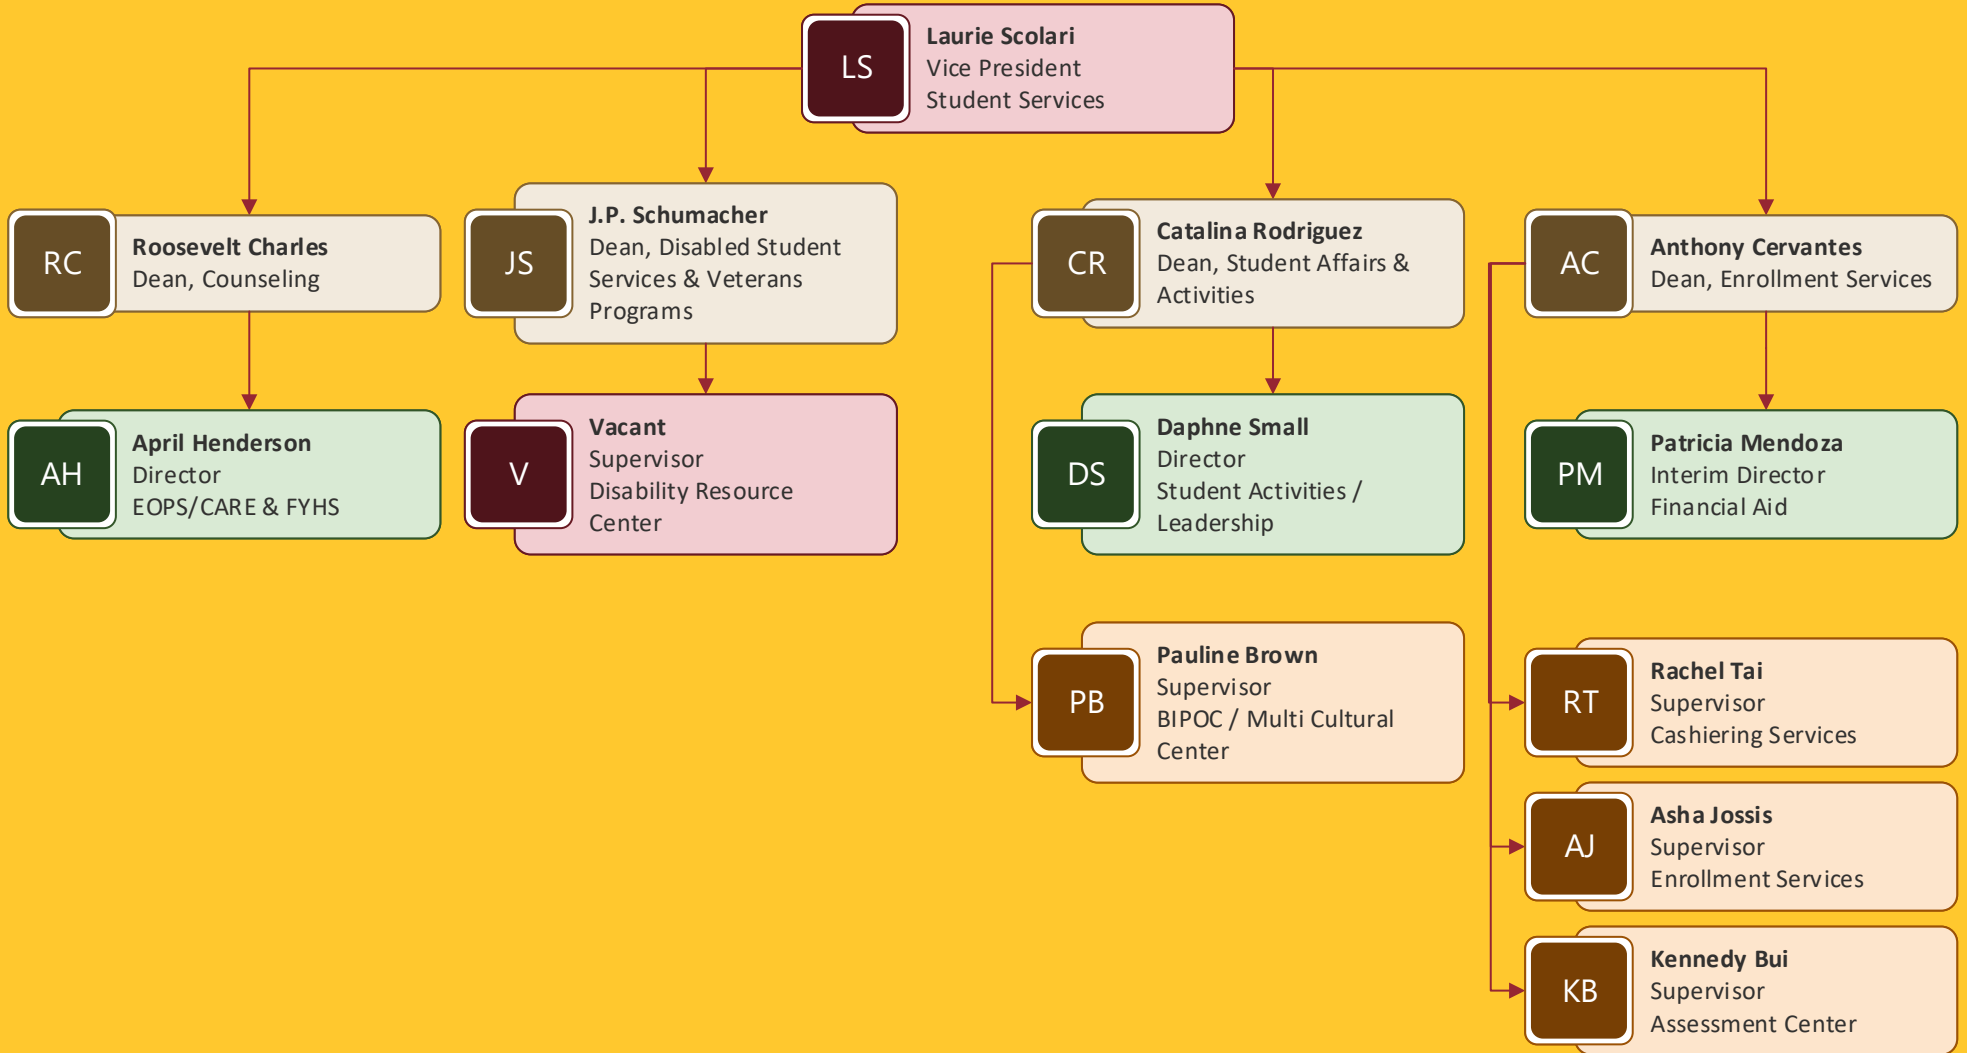 LS
Laurie Scolari
Vice President
Student Services
RC
Roosevelt Charles
Dean, Counseling
JS
J.P. Schumacher
Dean, Disabled Student
Services & Veterans
Programs
CR
Catalina Rodriguez
Dean, Student Affairs &
Activities
AC
Anthony Cervantes
Dean, Enrollment Services
AH
April Henderson
Director
EOPS/CARE & FYHS
V
Vacant
Supervisor
Disability Resource
Center
DS
Daphne Small
Director
Student Activities /
Leadership
PM
Patricia Mendoza
Interim Director
Financial Aid
PB
Pauline Brown
Supervisor
BIPOC / Multi Cultural
Center
RT
Rachel Tai
Supervisor
Cashiering Services
AJ
Asha Jossis
Supervisor
Enrollment Services
KB
Kennedy Bui
Supervisor
Assessment Center